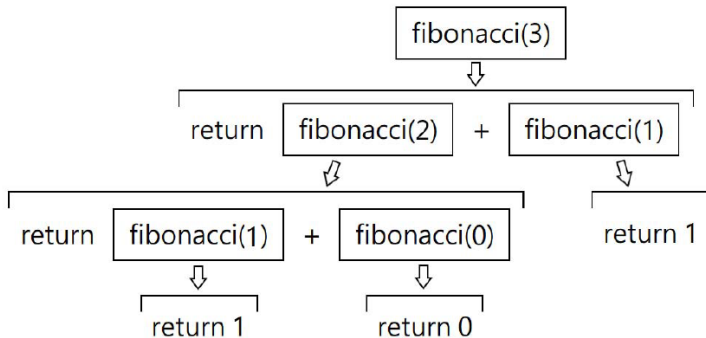 fibonacci(3)
return fibonacci(2) + fibonacci(1)
return fibonacci(1) + fibonacci(0) return 1
return 1 return 0